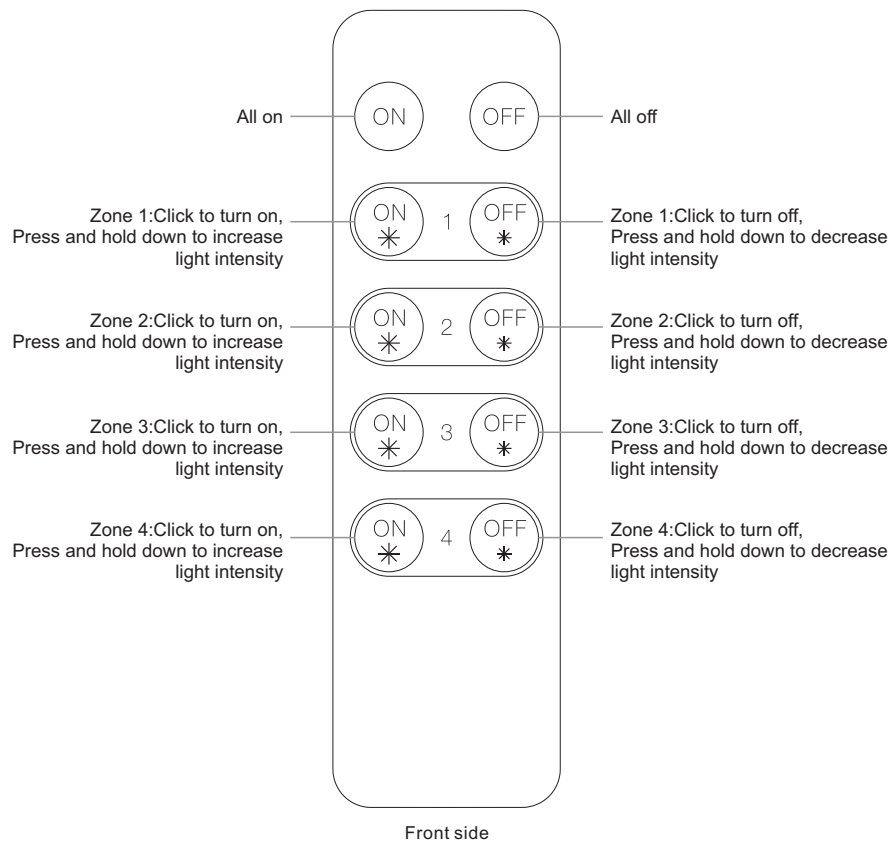 All on
ON
OFF
All off
Zone 1:Click to turn on,
Press and hold down to increase
light intensity
ON
1
OFF
Zone 1:Click to turn off,
Press and hold down to decrease
light intensity
Zone 2:Click to turn on,
Press and hold down to increase
light intensity
ON
2
OFF
Zone 2:Click to turn off,
Press and hold down to decrease
light intensity
Zone 3:Click to turn on,
Press and hold down to increase
light intensity
ON
3
OFF
Zone 3:Click to turn off,
Press and hold down to decrease
light intensity
Zone 4:Click to turn on,
Press and hold down to increase
light intensity
ON
4
OFF
Zone 4:Click to turn off,
Press and hold down to decrease
light intensity
Front side